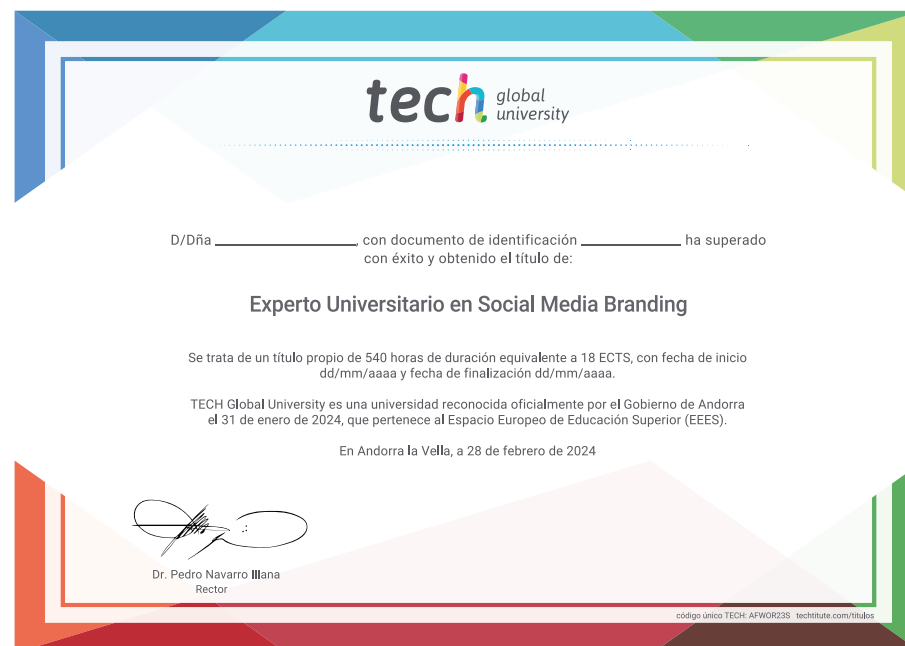 tech global university
D/Dña ______________, con documento de identificación __________ ha superado
con éxito y obtenido el título de:
Experto Universitario en Social Media Branding
Se trata de un título propio de 540 horas de duración equivalente a 18 ECTS, con fecha de inicio
dd/mm/aaaa y fecha de finalización dd/mm/aaaa.
TECH Global University es una universidad reconocida oficialmente por el Gobierno de Andorra
el 31 de enero de 2024, que pertenece al Espacio Europeo de Educación Superior (EEES).
En Andorra la Vella, a 28 de febrero de 2024
Dr. Pedro Navarro Illana
Rector
código único TECH: AFWOR23S techtitute.com/titulos